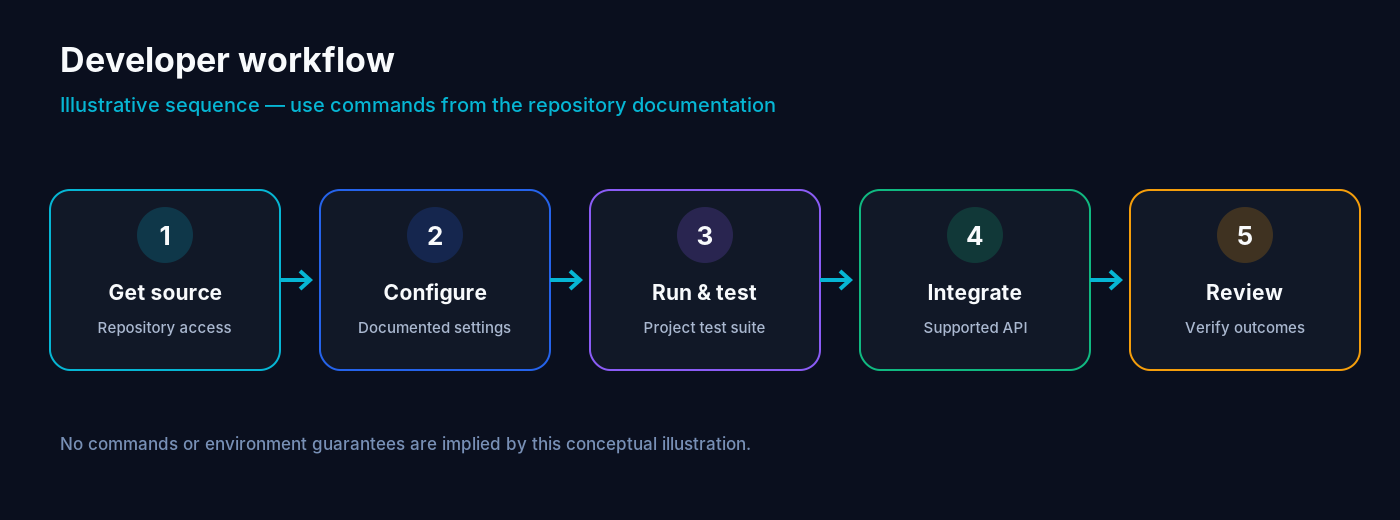 Developer workflow
Illustrative sequence — use commands from the repository documentation
1
Get source
Repository access
2
Configure
Documented settings
3
Run & test
Project test suite
4
Integrate
Supported API
5
Review
Verify outcomes
No commands or environment guarantees are implied by this conceptual illustration.